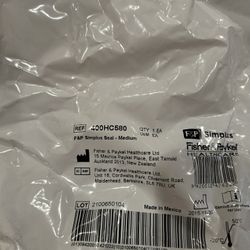 REF 400HC580 QTY 1 EA
F&P Simplus Seal - Medium
F&P Simplus
Fisher & Paykel
HEALTHCARE
Fisher & Paykel Healthcare Ltd
15 Maurice Paykel Place, East Tamaki
Auckland 2013, New Zealand
Fisher & Paykel Healthcare Ltd
Unit 16, Cordwallis Park, Clivemont Road,
Maidenhead, Berkshire, SL6 7BU, UK
LOT 2100650104
Made in Mexico